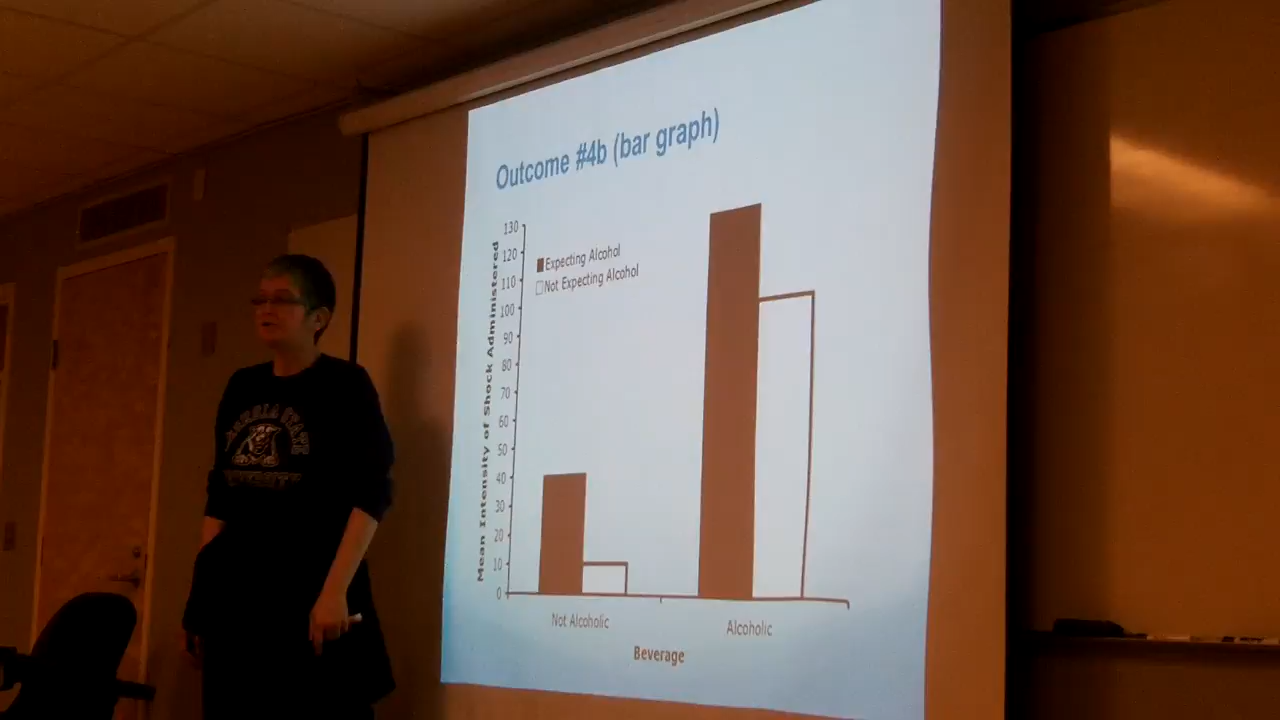 Outcome #4b (bar graph)
130
120
110
100
90
80
70
60
50
40
30
20
10
0
Mean Intensity of Shock Administered
Expecting Alcohol
Not Expecting Alcohol
Not Alcoholic
Alcoholic
Beverage
STATE